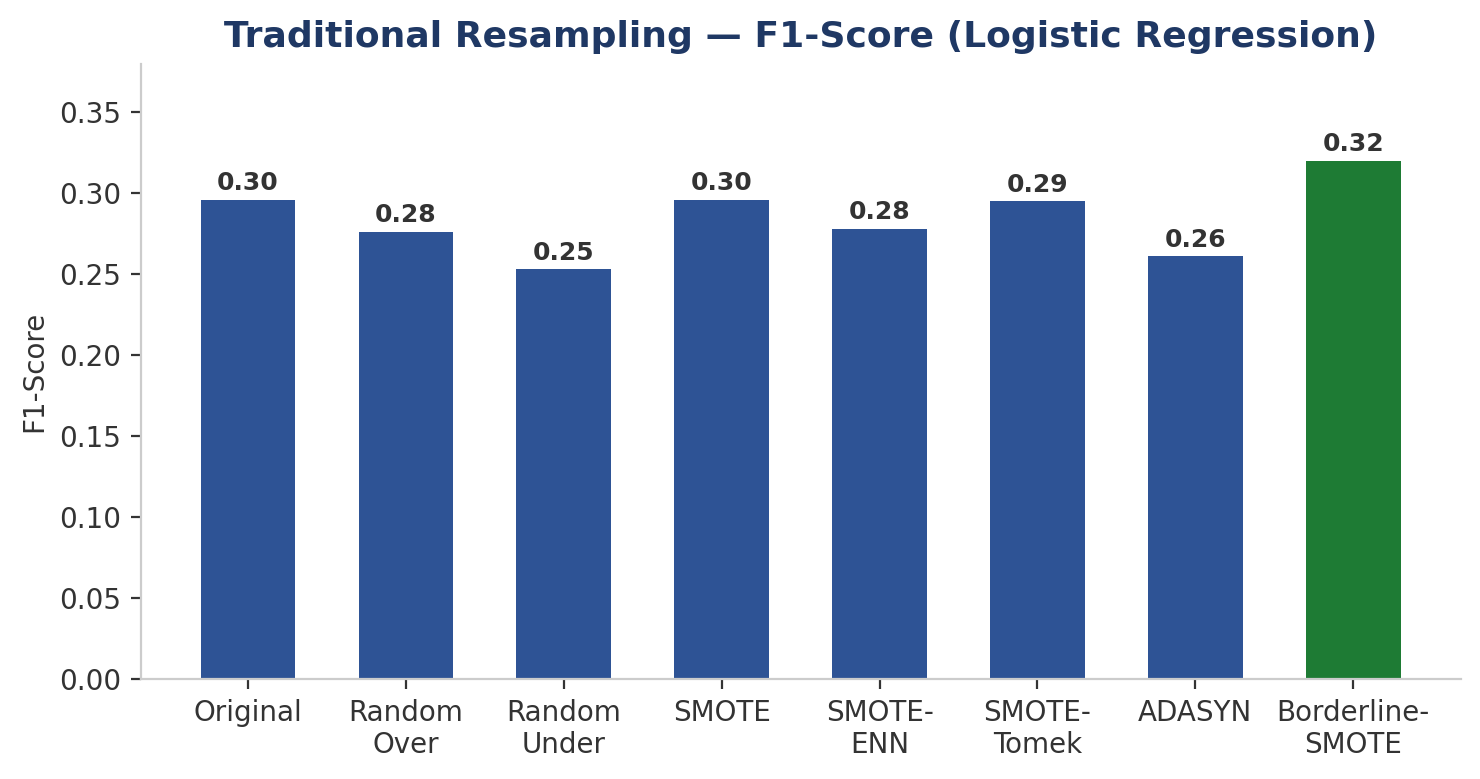 Traditional Resampling — F1-Score (Logistic Regression)
F1-Score
0.35
0.30
0.25
0.20
0.15
0.10
0.05
0.00
0.30
0.28
0.25
0.30
0.28
0.29
0.26
0.32
Original
Random
Over
Random
Under
SMOTE
SMOTE-
ENN
SMOTE-
Tomek
ADASYN
Borderline-
SMOTE